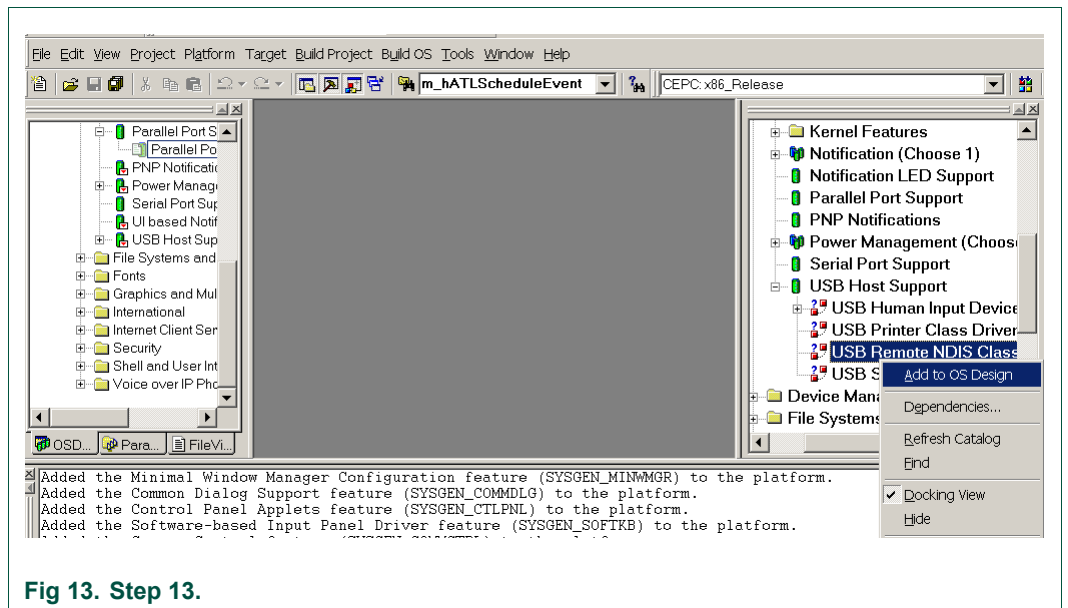 File Edit View Project Platform Target Build Project Build OS Tools Window Help
m_hATLScheduleEvent CEPC: x86_Release
Parallel Port S
Parallel Po
PNP Notificatio
Power Manage
Serial Port Sup
UI based Notif
USB Host Sup
File Systems and
Fonts
Graphics and Mul
International
Internet Client Ser
Security
Shell and User Int
Voice over IP Pho
OSD... Para... FileVi...
Kernel Features
Notification (Choose 1)
Notification LED Support
Parallel Port Support
PNP Notifications
Power Management (Choos
Serial Port Support
USB Host Support
USB Human Input Device
USB Printer Class Driver
USB Remote NDIS Class
USB S
Device Mana
File Systems
Add to OS Design
Dependencies...
Refresh Catalog
Find
Docking View
Hide
Added the Minimal Window Manager Configuration feature (SYSGEN_MINWMGR) to the platform.
Added the Common Dialog Support feature (SYSGEN_COMMDLG) to the platform.
Added the Control Panel Applets feature (SYSGEN_CTLPNL) to the platform.
Added the Software-based Input Panel Driver feature (SYSGEN_SOFTKB) to the platform.
Fig 13. Step 13.